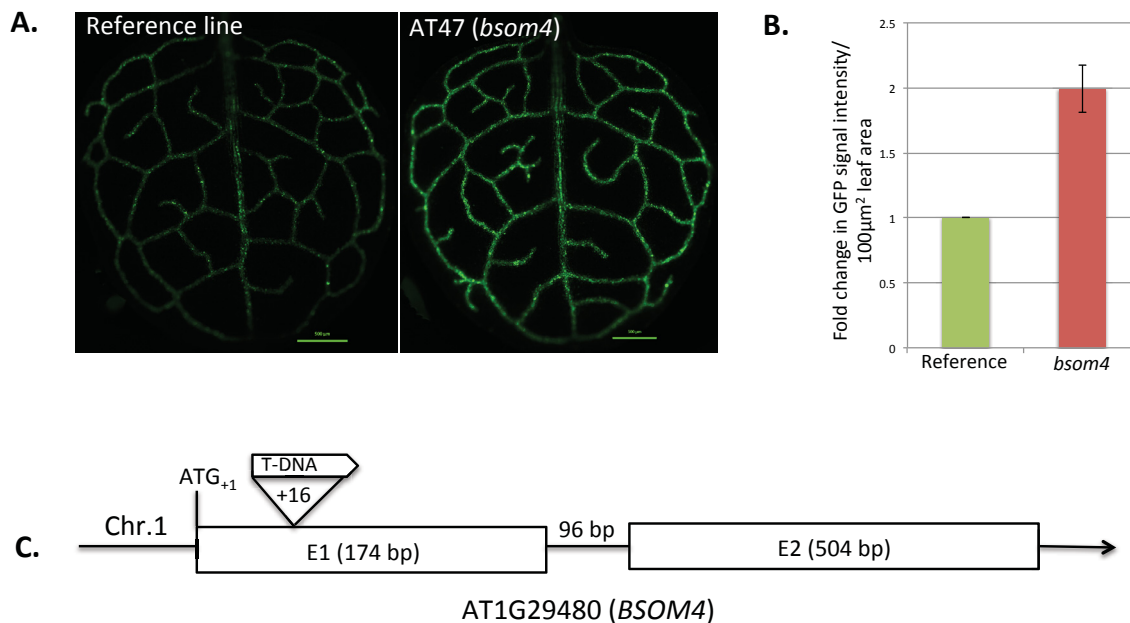 A.
Reference line
AT47 (bsom4)
500μm
500μm
B.
Fold change in GFP signal intensity/
100μm² leaf area
2.5
2
1.5
1
0.5
0
Reference
bsom4
C.
Chr.1
ATG+1
T-DNA
+16
E1 (174 bp)
96 bp
E2 (504 bp)
AT1G29480 (BSOM4)